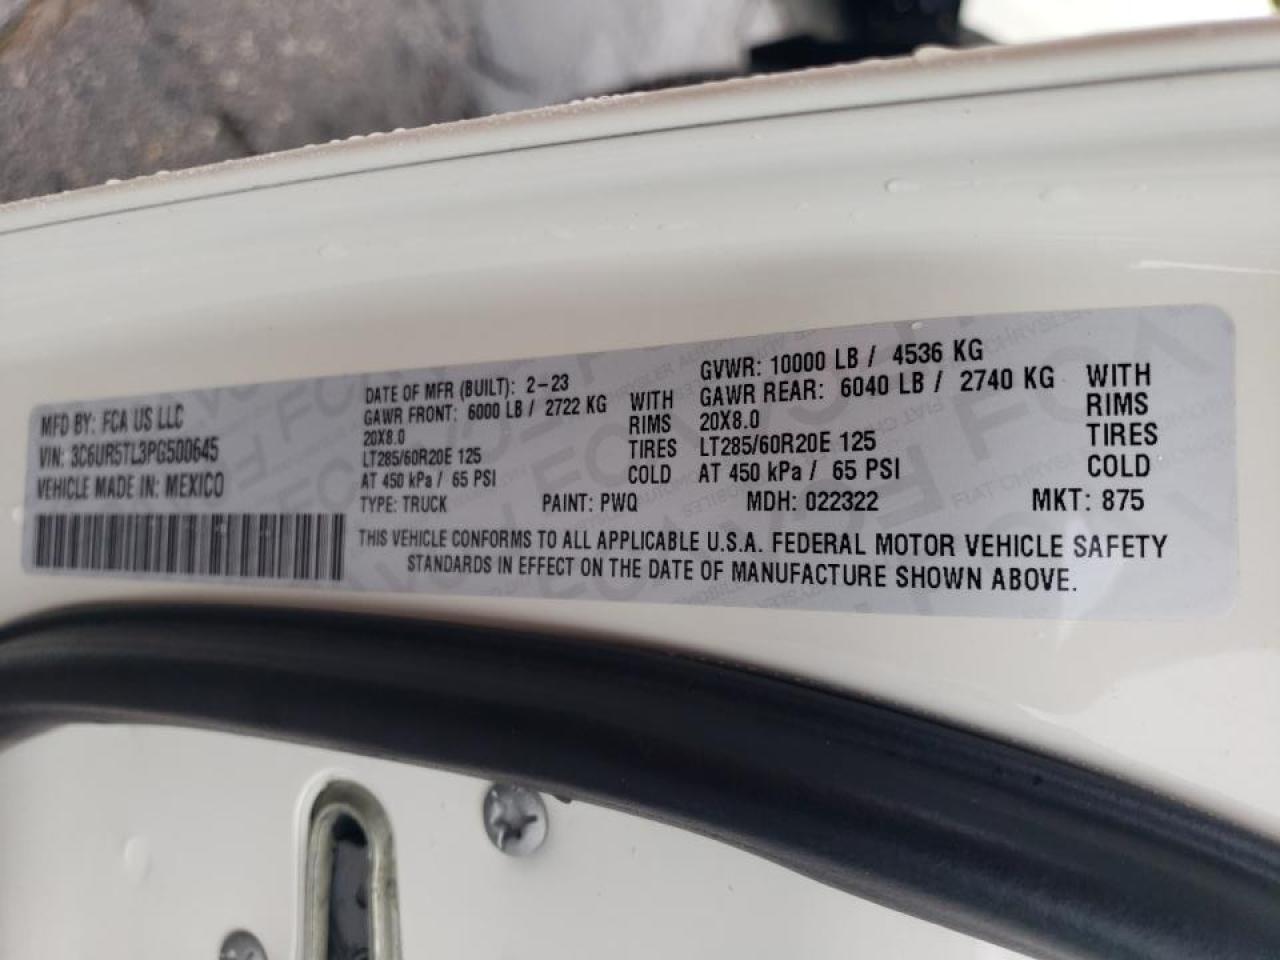 MFD BY: FCA US LLC
VIN: 3C6UR5TL3PG500645
VEHICLE MADE IN: MEXICO
DATE OF MFR (BUILT): 2-23
GAWR FRONT: 6000 LB / 2722 KG WITH
20X8.0 RIMS
LT285/60R20E 125 TIRES
AT 450 kPa / 65 PSI COLD
GVWR: 10000 LB / 4536 KG
GAWR REAR: 6040 LB / 2740 KG WITH
20X8.0 RIMS
LT285/60R20E 125 TIRES
AT 450 kPa / 65 PSI COLD
TYPE: TRUCK PAINT: PWQ MDH: 022322 MKT: 875
THIS VEHICLE CONFORMS TO ALL APPLICABLE U.S.A. FEDERAL MOTOR VEHICLE SAFETY
STANDARDS IN EFFECT ON THE DATE OF MANUFACTURE SHOWN ABOVE.